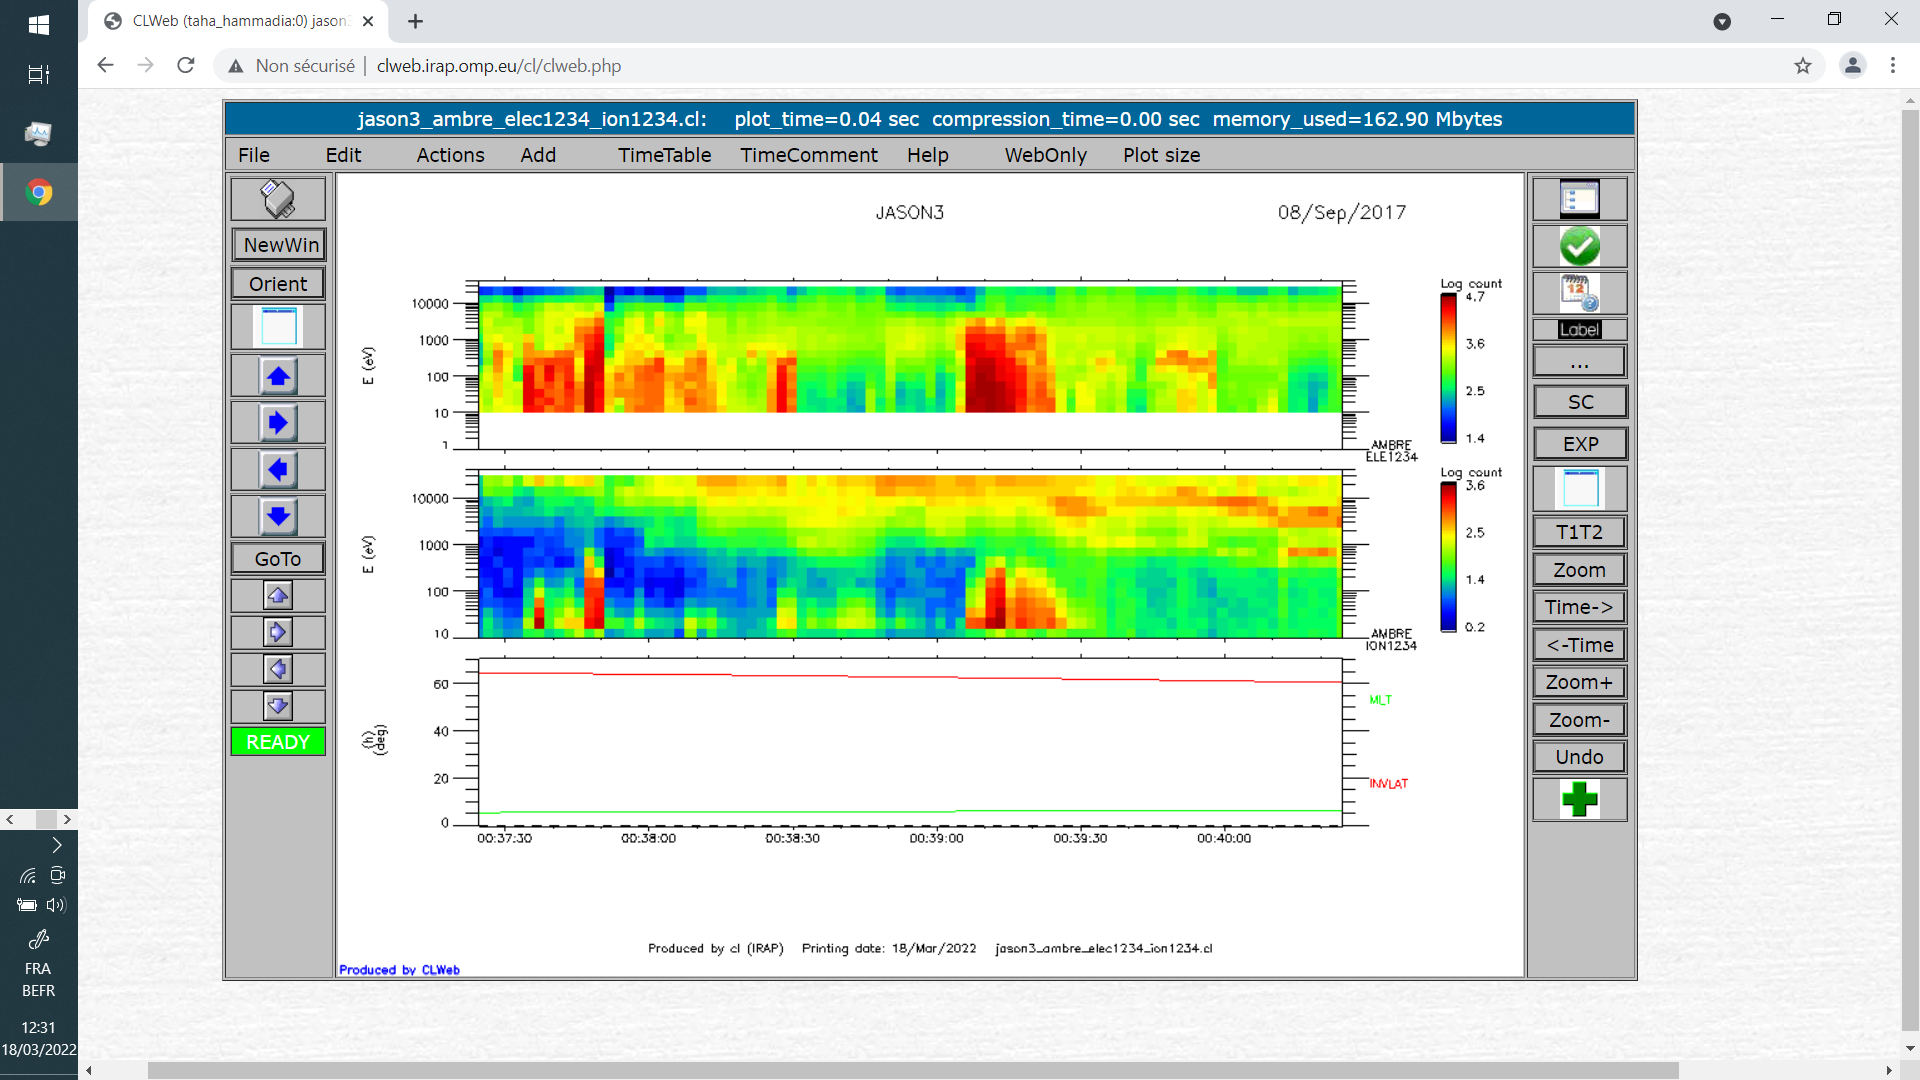 CLWeb (taha_hammadia:0) jason
Non sécurisé | clweb.irap.omp.eu/cl/clweb.php
jason3_ambre_elec1234_ion1234.cl: plot_time=0.04 sec compression_time=0.00 sec memory_used=162.90 Mbytes
File Edit Actions Add TimeTable TimeComment Help WebOnly Plot size
NewWin
Orient
GoTo
READY
JASON3 08/Sep/2017
Log count
4.7
3.6
2.5
1.4
E (eV)
10000
1000
100
10
1
AMBRE
ELE1234
Log count
3.6
2.5
1.4
0.2
E (eV)
10000
1000
100
10
AMBRE
ION1234
(h)
(deg)
60
40
20
0
MLT
INVLAT
00:37:30 00:38:00 00:38:30 00:39:00 00:39:30 00:40:00
Produced by cl (IRAP) Printing date: 18/Mar/2022 jason3_ambre_elec1234_ion1234.cl
Produced by CLWeb
12
Label
...
SC
EXP
T1T2
Zoom
Time->
<-Time
Zoom+
Zoom-
Undo
FRA
BEFR
12:31
18/03/2022